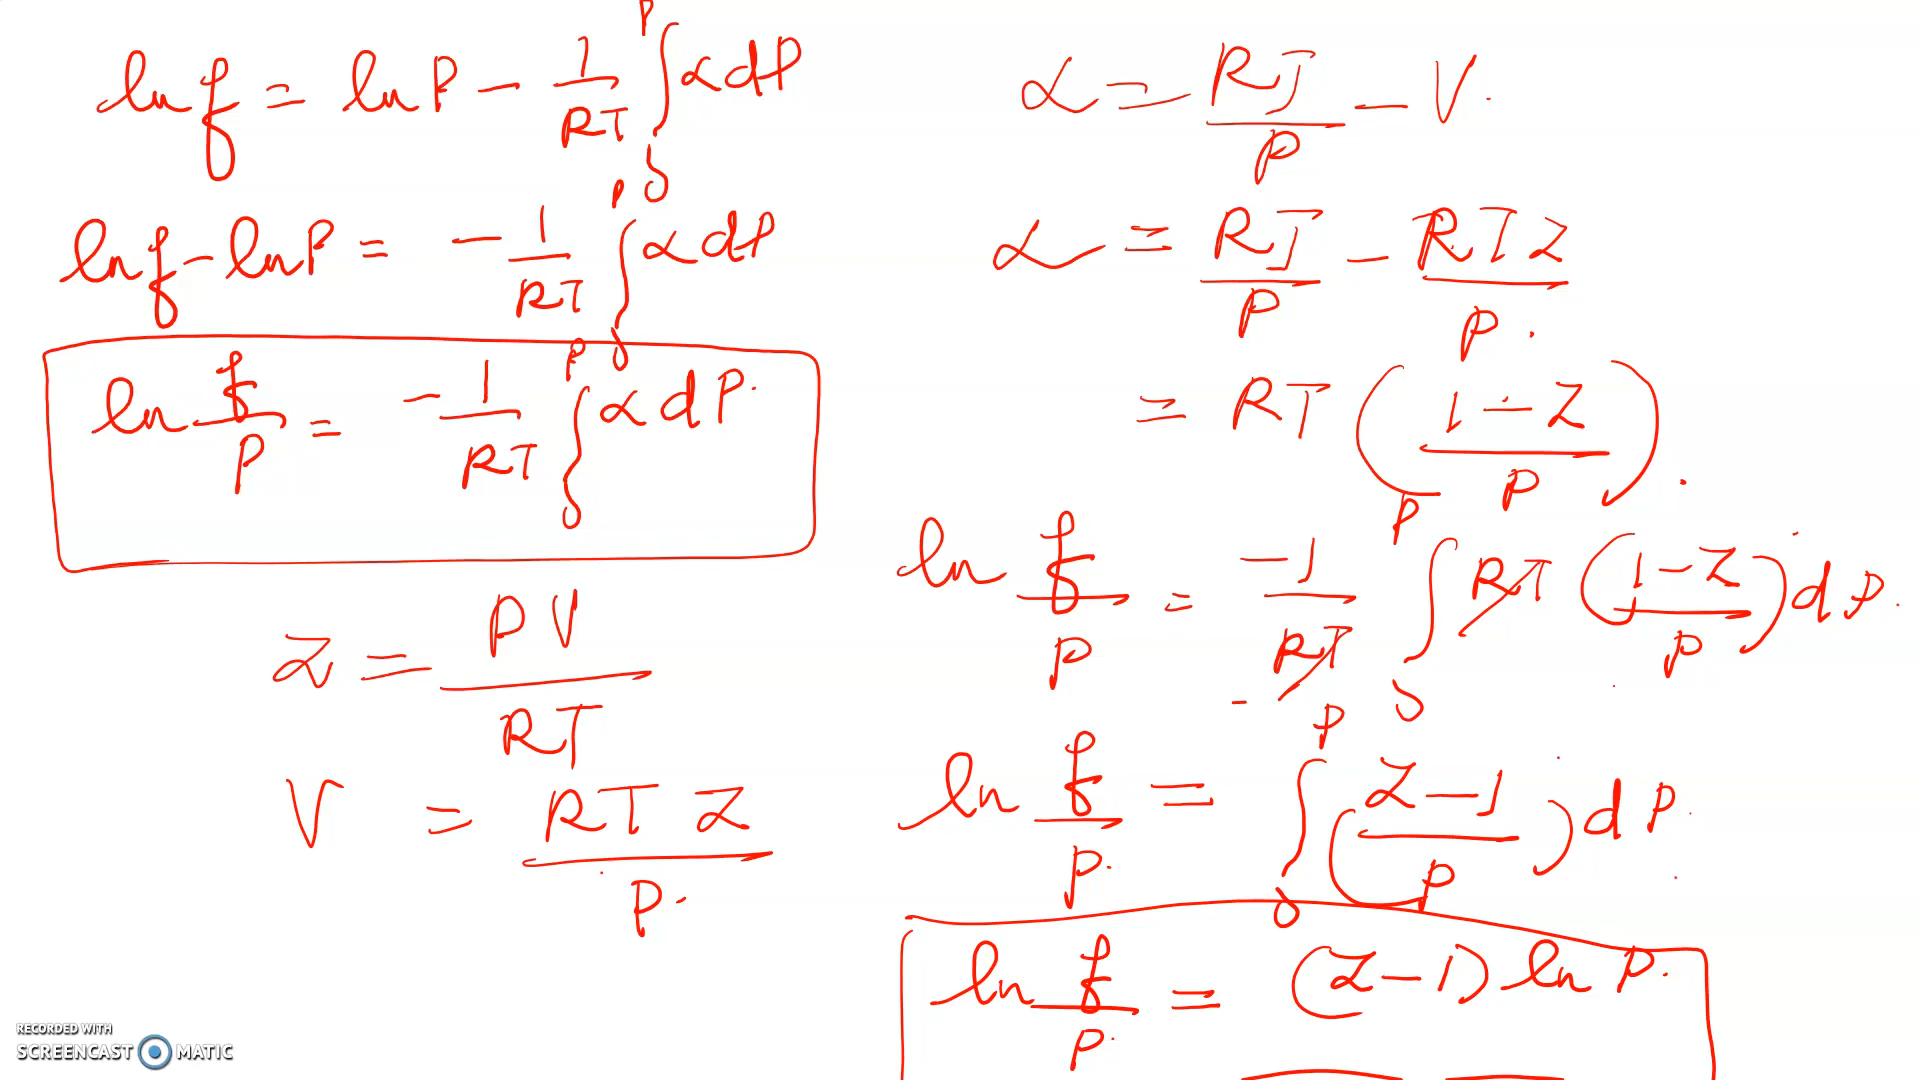 ln f = ln P - 1/RT ∫₀ᴾ α dP
ln f - ln P = - 1/RT ∫₀ᴾ α dP
ln f/P = - 1/RT ∫₀ᴾ α dP.
Z = PV/RT
V = RTZ/P.
α = RT/P - V.
α = RT/P - RTZ/P.
= RT (1-Z/P).
ln f/P = -1/RT ∫₀ᴾ RT (1-Z/P) dP.
ln f/P. = ∫₀ᴾ (Z-1/P) dP.
ln f/P. = (Z-1) ln P.
RECORDED WITH
SCREENCAST MATIC